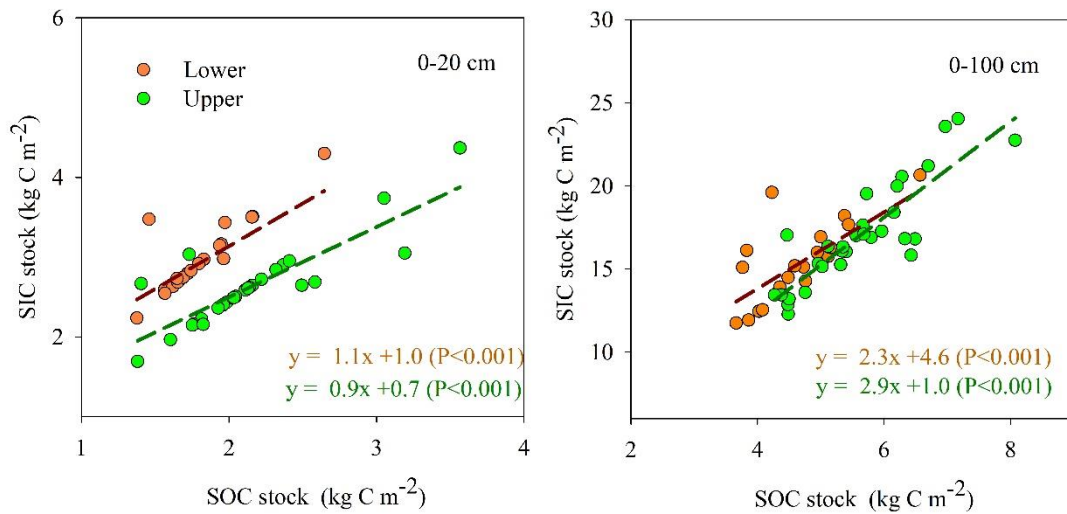 6
4
2
1
2
3
4
SIC stock (kg C m-2)
SOC stock (kg C m-2)
Lower
Upper
0-20 cm
y = 1.1x +1.0 (P<0.001)
y = 0.9x +0.7 (P<0.001)
30
25
20
15
10
2
4
6
8
SIC stock (kg C m-2)
SOC stock (kg C m-2)
0-100 cm
y = 2.3x +4.6 (P<0.001)
y = 2.9x +1.0 (P<0.001)